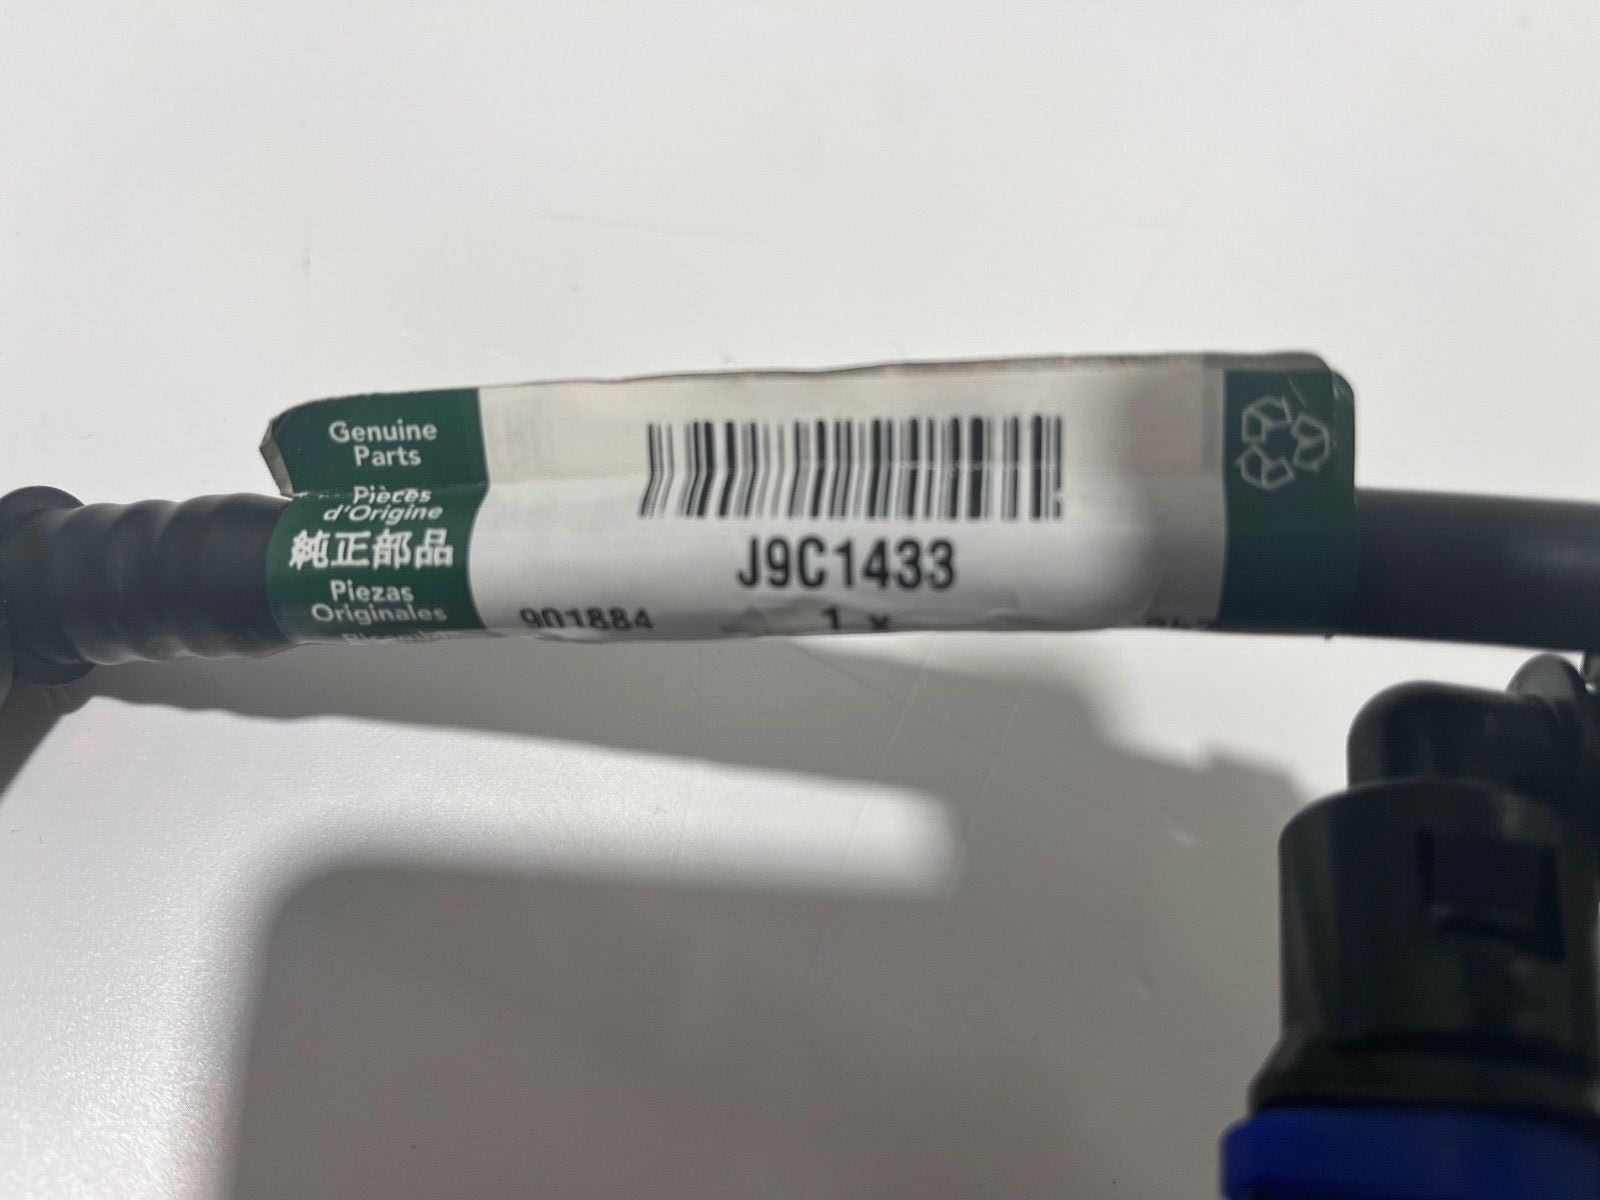 Genuine
Parts
Pièces
d'Origine
純正部品
Piezas
Originales
J9C1433
901884
1 x